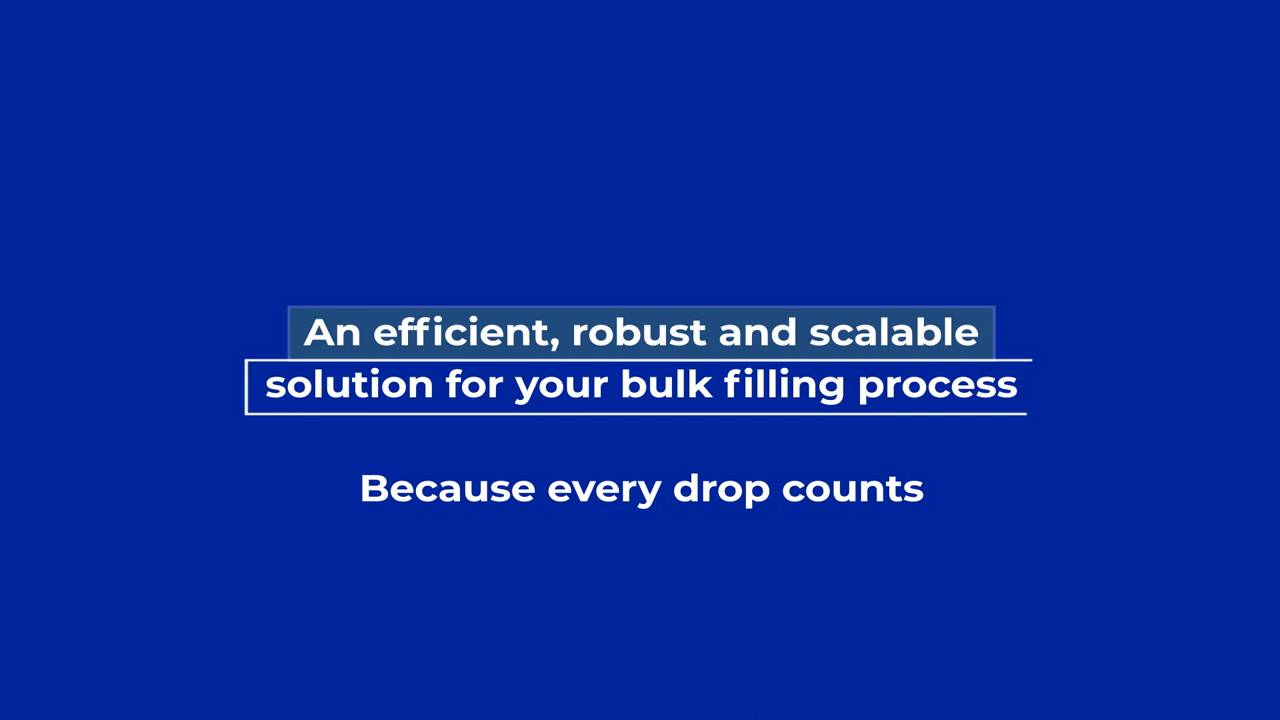 An efficient, robust and scalable
solution for your bulk filling process
Because every drop counts